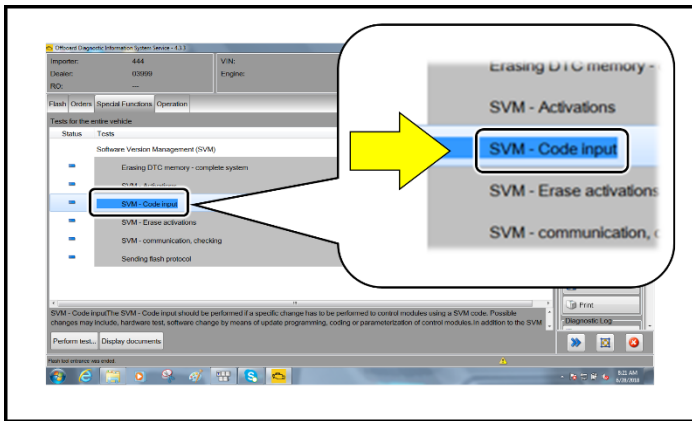 Offboard Diagnostic Information System Service - 4.3.3
Importer: 444 VIN:
Dealer: 03999 Engine:
RO: ---
Flash Orders Special Functions Operation
Tests for the entire vehicle
Status Tests
Software Version Management (SVM)
Erasing DTC memory - complete system
SVM - Activations
SVM - Code input
SVM - Erase activations
SVM - communication, checking
Sending flash protocol
Erasing DTC memory -
SVM - Activations
SVM - Code input
SVM - Erase activations
SVM - communication,
Print
Diagnostic Log
SVM - Code inputThe SVM - Code input should be performed if a specific change has to be performed to control modules using a SVM code. Possible
changes may include, hardware test, software change by means of update programming, coding or parameterization of control modules.In addition to the SVM
Perform test... Display documents
Flash tool entrance was ended.
8:21 AM